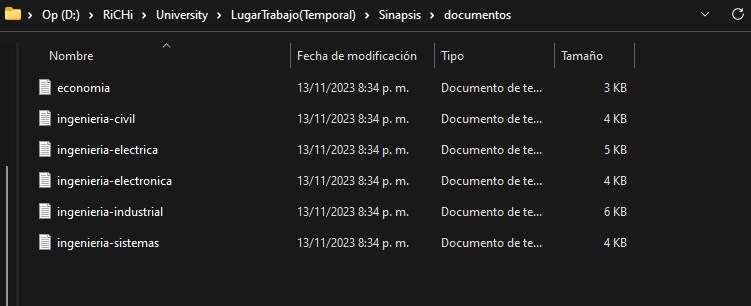 Op (D:) > RiCHi > University > LugarTrabajo(Temporal) > Sinapsis > documentos
Nombre Fecha de modificación Tipo Tamaño
economia 13/11/2023 8:34 p. m. Documento de te... 3 KB
ingenieria-civil 13/11/2023 8:34 p. m. Documento de te... 4 KB
ingenieria-electrica 13/11/2023 8:34 p. m. Documento de te... 5 KB
ingenieria-electronica 13/11/2023 8:34 p. m. Documento de te... 4 KB
ingenieria-industrial 13/11/2023 8:34 p. m. Documento de te... 6 KB
ingenieria-sistemas 13/11/2023 8:34 p. m. Documento de te... 4 KB